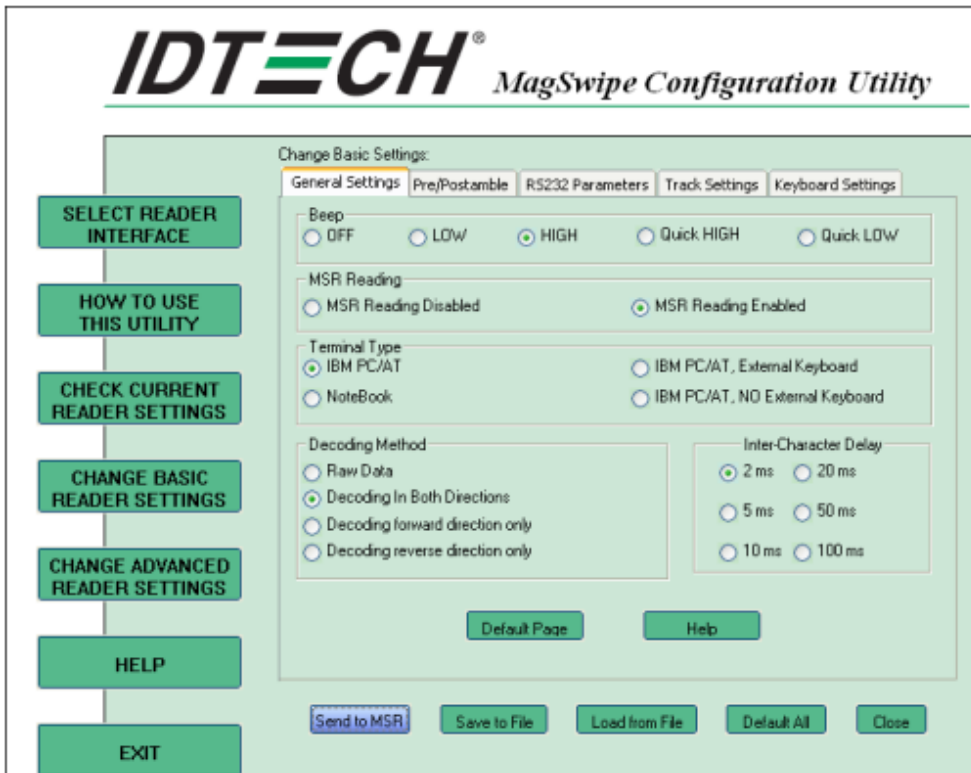 IDTECH®
MagSwipe Configuration Utility
Change Basic Settings:
General Settings Pre/Postamble RS232 Parameters Track Settings Keyboard Settings
SELECT READER
INTERFACE
HOW TO USE
THIS UTILITY
CHECK CURRENT
READER SETTINGS
CHANGE BASIC
READER SETTINGS
CHANGE ADVANCED
READER SETTINGS
HELP
EXIT
Beep
OFF LOW HIGH Quick HIGH Quick LOW
MSR Reading
MSR Reading Disabled MSR Reading Enabled
Terminal Type
IBM PC/AT IBM PC/AT, External Keyboard
NoteBook IBM PC/AT, NO External Keyboard
Decoding Method
Raw Data
Decoding In Both Directions
Decoding forward direction only
Decoding reverse direction only
Inter-Character Delay
2 ms 20 ms
5 ms 50 ms
10 ms 100 ms
Default Page Help
Send to MSR Save to File Load from File Default All Close